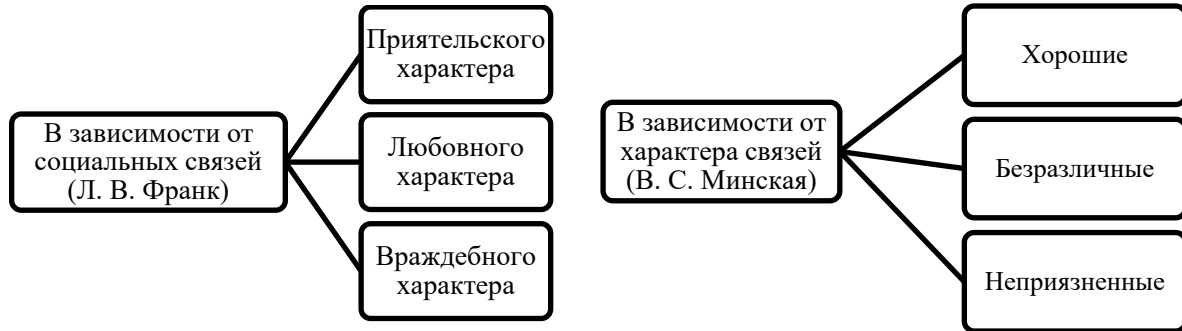 В зависимости от
социальных связей
(Л. В. Франк)
Приятельского
характера
Любовного
характера
Враждебного
характера
В зависимости от
характера связей
(В. С. Минская)
Хорошие
Безразличные
Неприязненные